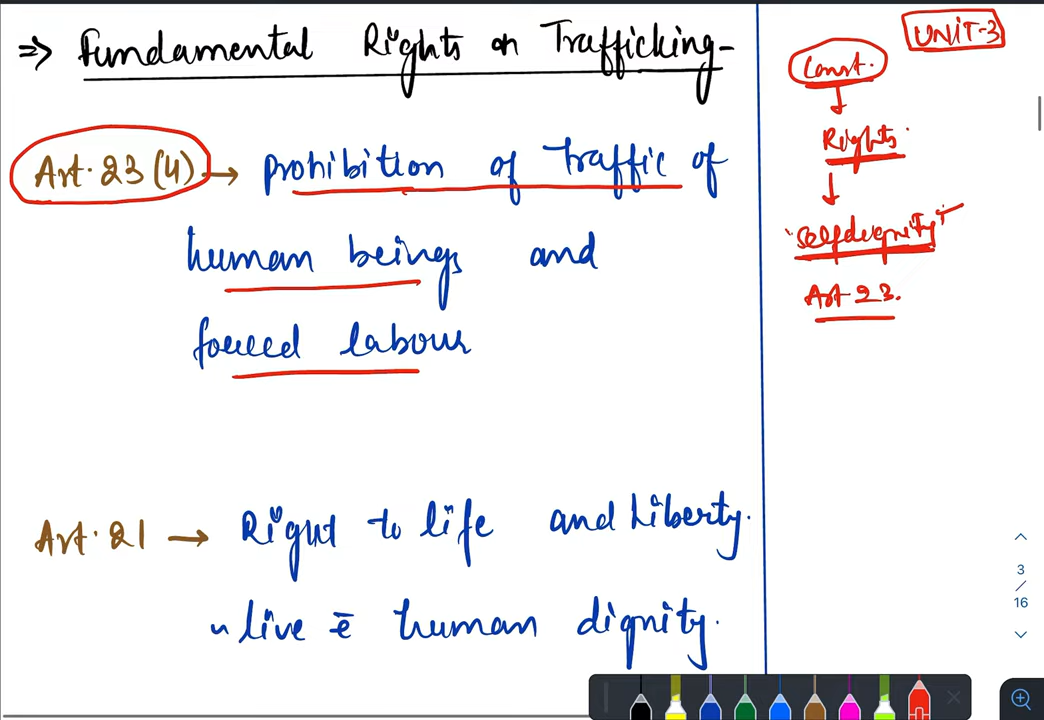 ⇒ Fundamental Rights on Trafficking-
Art. 23 (4) → prohibition of traffic of
human beings and
forced labour
Art. 21 → Right to life and Liberty.
" live c̄ human dignity.
UNIT-3
Const.
↓
Rights
↓
"selfdignity"
Art 23.
3
/
16